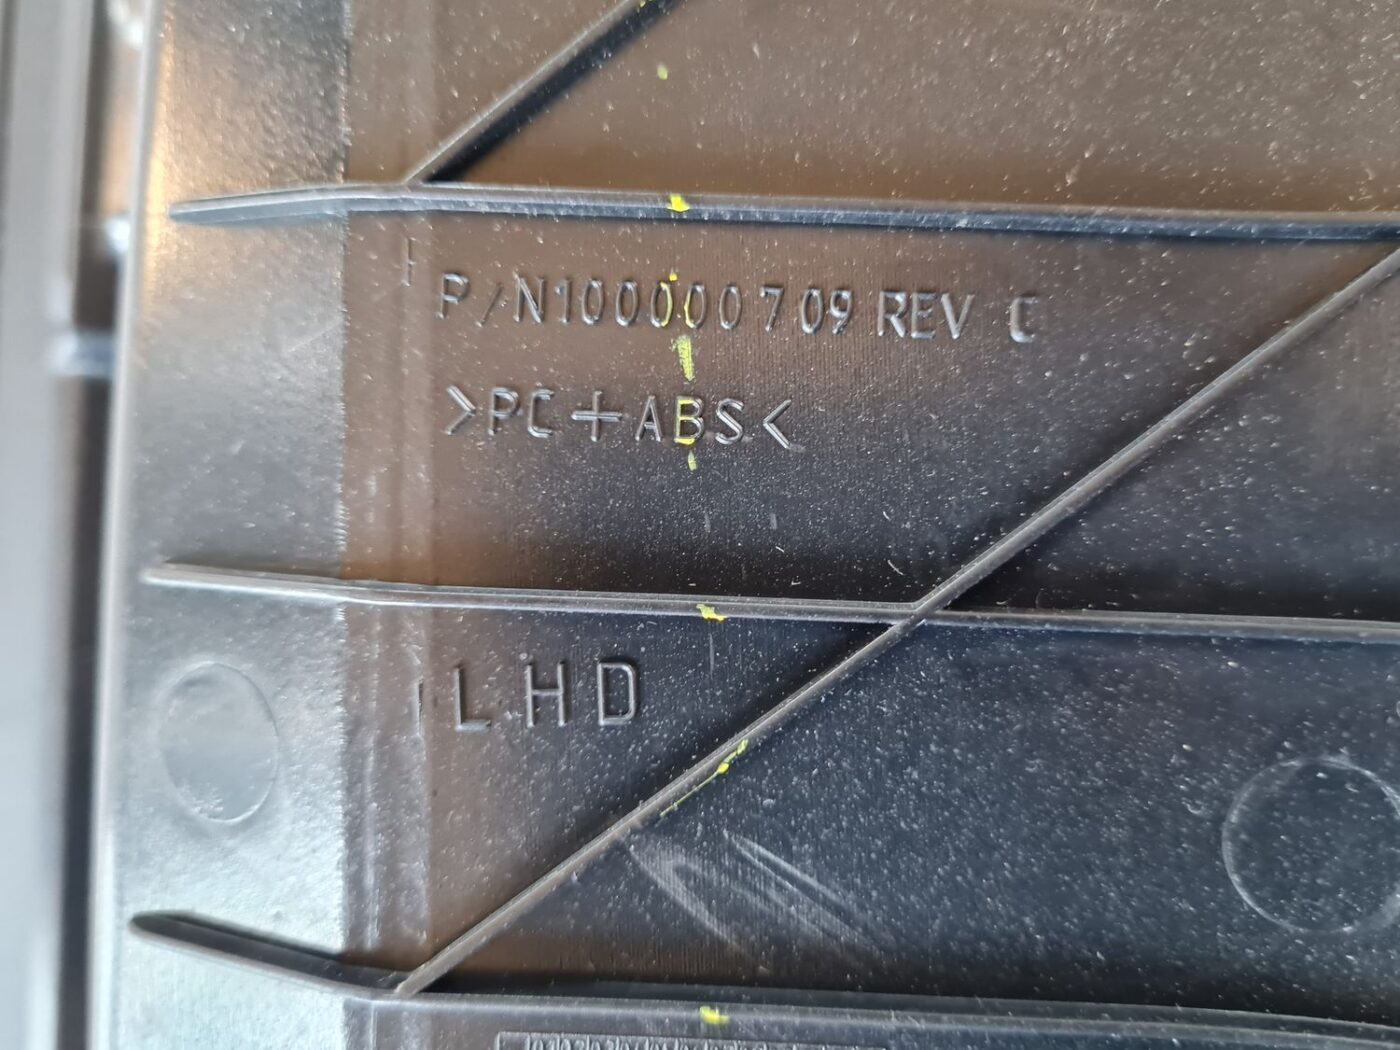 P/N100000709 REV C
>PC+ABS<
LHD